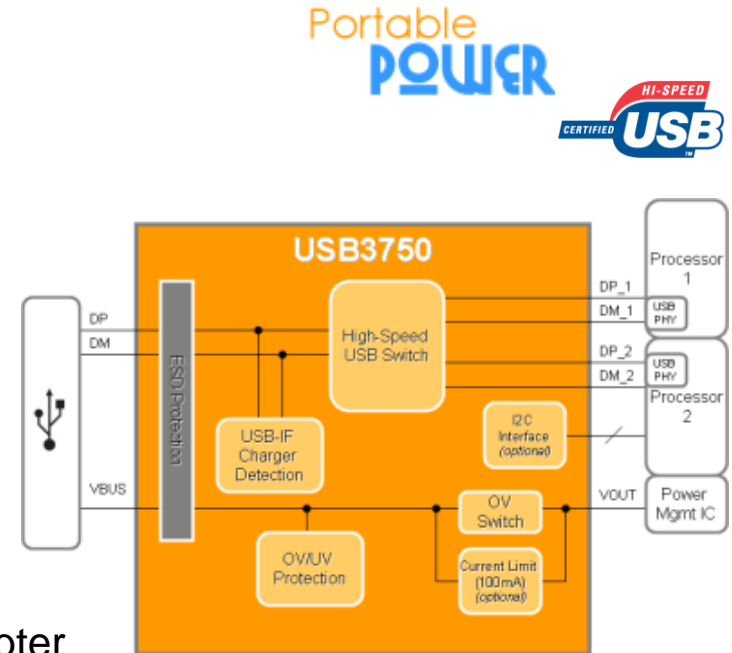 Portable
POWER
HI-SPEED
CERTIFIED USB
TM
USB3750
Processor
1
DP_1
DM_1
USB
PHY
DP
DM
High-Speed
USB Switch
DP_2
DM_2
USB
PHY
Processor
2
ESD Protection
USB-IF
Charger
Detection
I2C
Interface
(optional)
VBUS
VOUT
OV
Switch
Power
Mgmt IC
OV/UV
Protection
Current Limit
(100mA)
(optional)